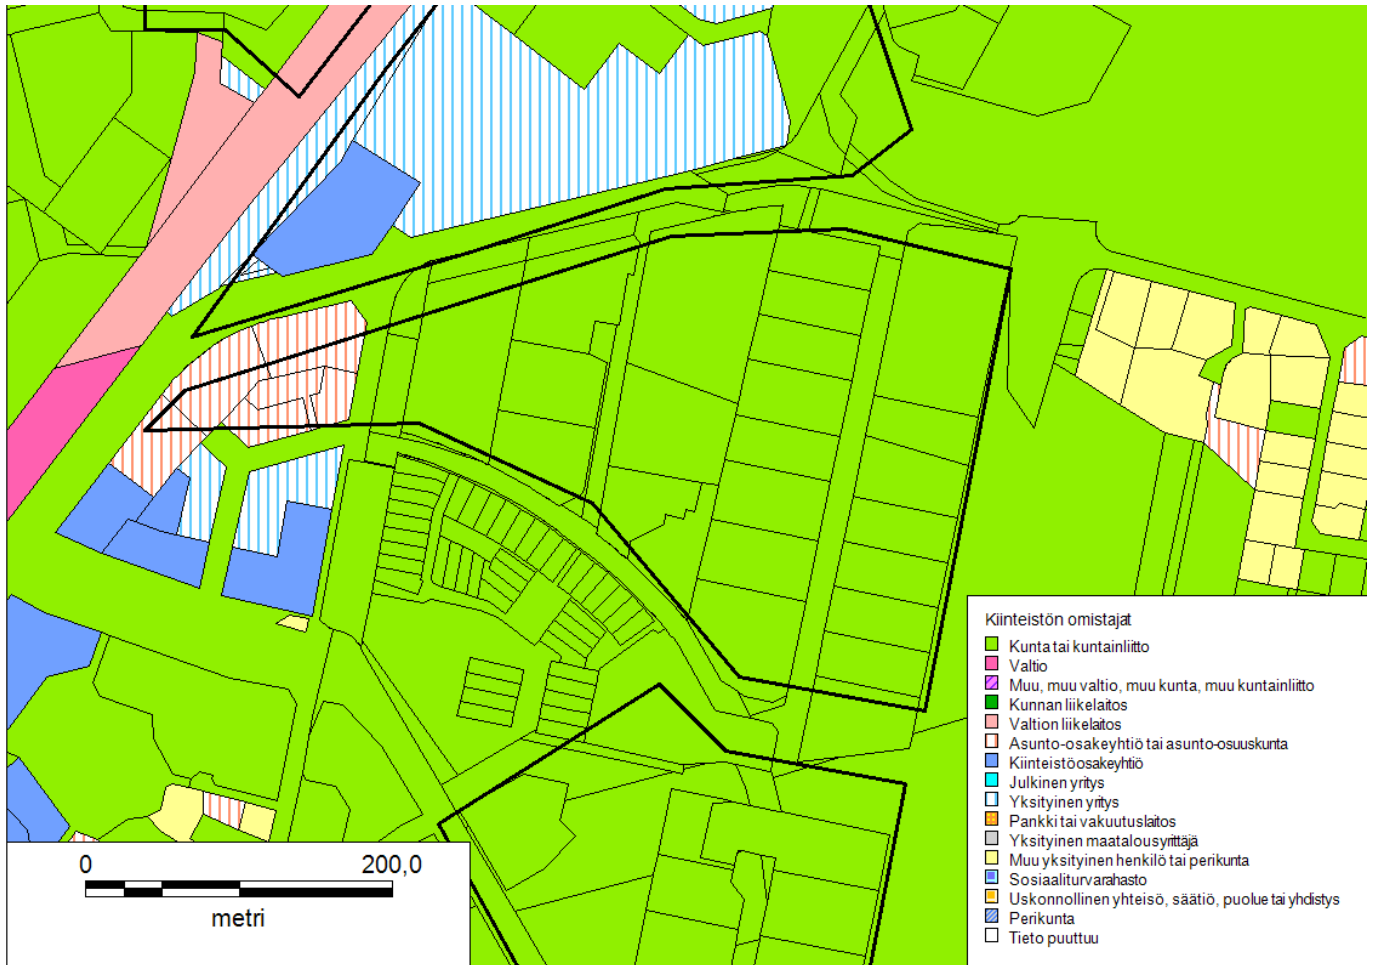 Kiinteistön omistajat
Kunta tai kuntainliitto
Valtio
Muu, muu valtio, muu kunta, muu kuntainliitto
Kunnan liikelaitos
Valtion liikelaitos
Asunto-osakeyhtiö tai asunto-osuuskunta
Kiinteistöosakeyhtiö
Julkinen yritys
Yksityinen yritys
Pankki tai vakuutuslaitos
Yksityinen maatalousyrittäjä
Muu yksityinen henkilö tai perikunta
Sosiaaliturvarahasto
Uskonnollinen yhteisö, säätiö, puolue tai yhdistys
Perikunta
Tieto puuttuu
0 200,0
metri